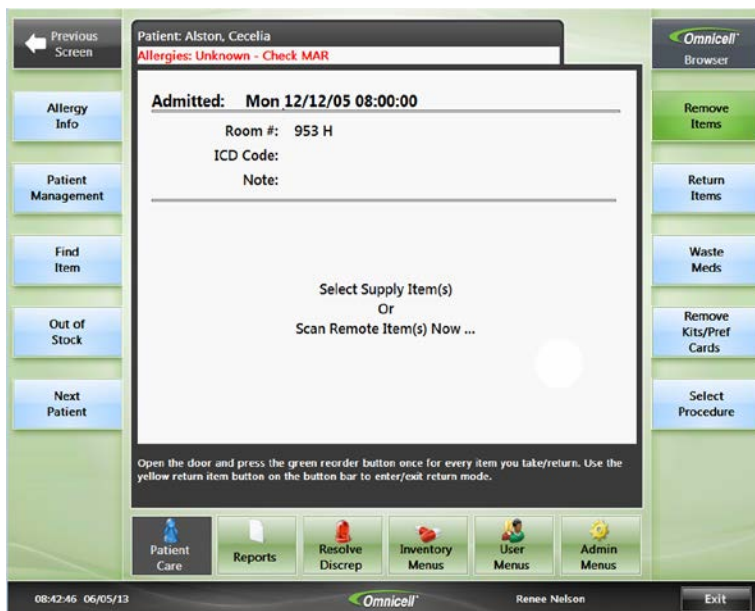 Previous
Screen
Patient: Alston, Cecelia
Allergies: Unknown - Check MAR
Omnicell
Browser
Allergy
Info
Patient
Management
Find
Item
Out of
Stock
Next
Patient
Admitted: Mon 12/12/05 08:00:00
Room #: 953 H
ICD Code:
Note:
Select Supply Item(s)
Or
Scan Remote Item(s) Now ...
Remove
Items
Return
Items
Waste
Meds
Remove
Kits/Pref
Cards
Select
Procedure
Open the door and press the green reorder button once for every item you take/return. Use the
yellow return item button on the button bar to enter/exit return mode.
Patient
Care
Reports
Resolve
Discrep
Inventory
Menus
User
Menus
Admin
Menus
08:42:46 06/05/13
Omnicell
Renee Nelson
Exit